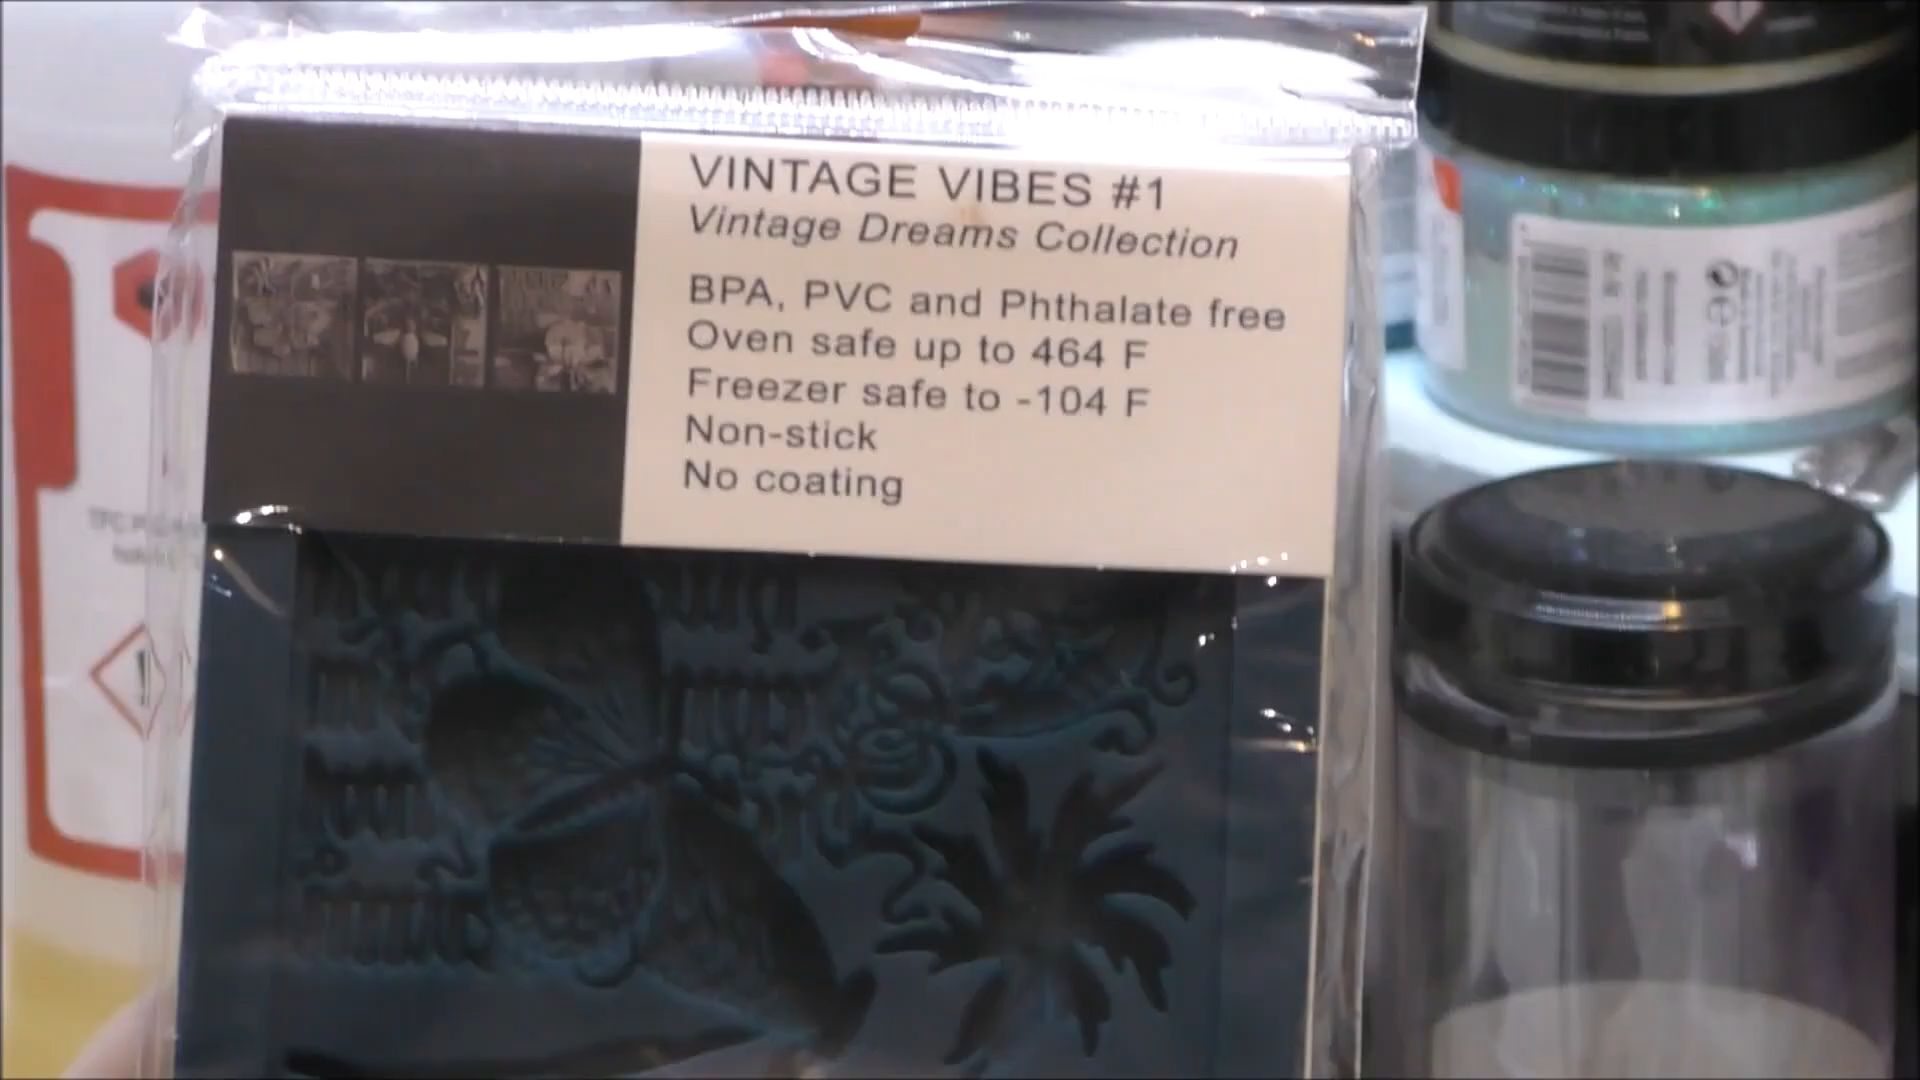 VINTAGE VIBES #1
Vintage Dreams Collection
BPA, PVC and Phthalate free
Oven safe up to 464 F
Freezer safe to -104 F
Non-stick
No coating